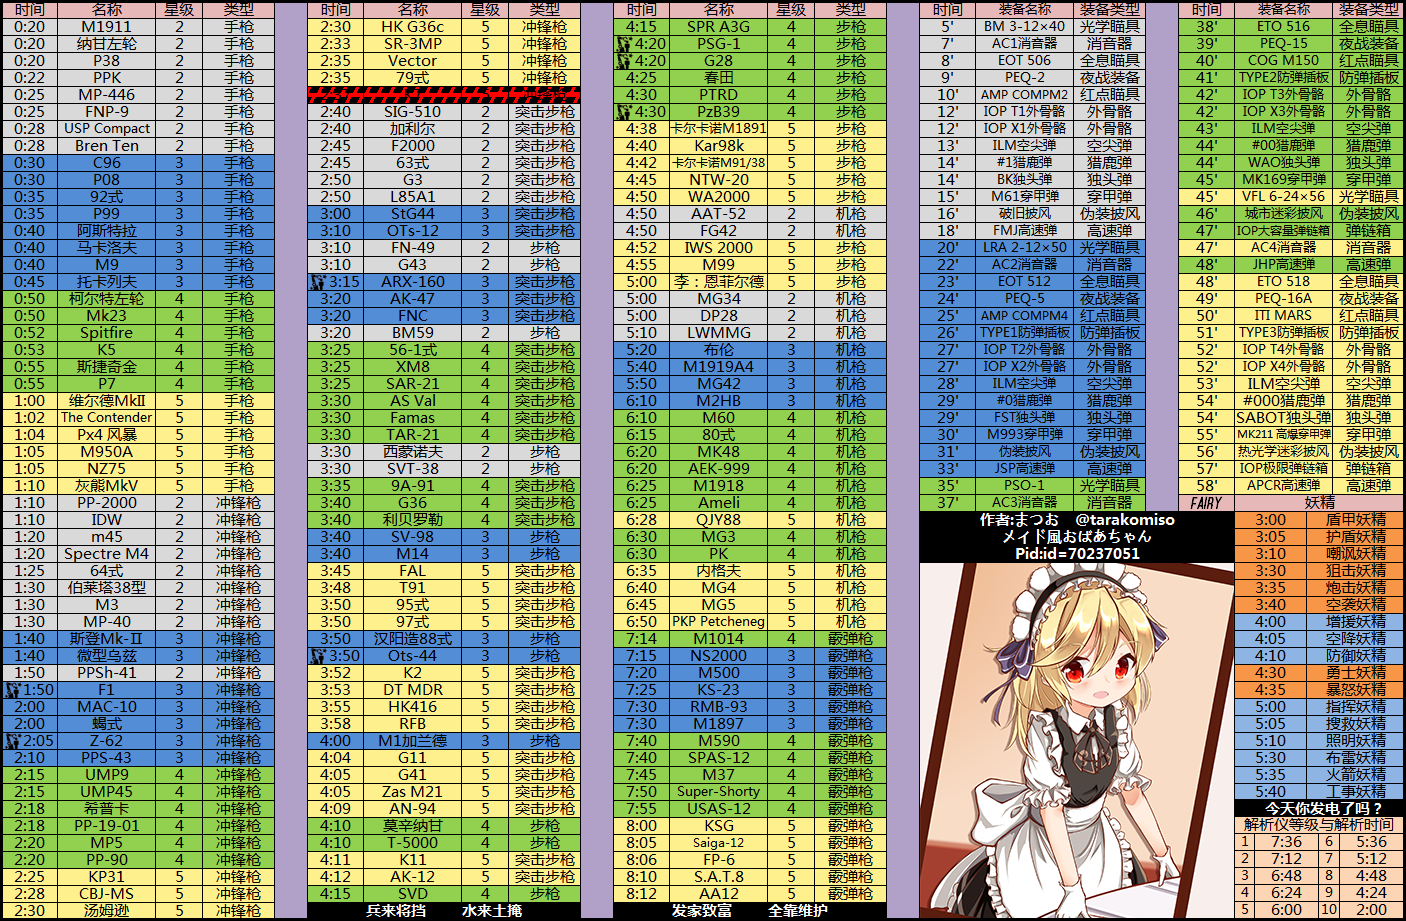 时间 名称 星级 类型
0:20 M1911 2 手枪
0:20 纳甘左轮 2 手枪
0:20 P38 2 手枪
0:22 PPK 2 手枪
0:25 MP-446 2 手枪
0:25 FNP-9 2 手枪
0:28 USP Compact 2 手枪
0:28 Bren Ten 2 手枪
0:30 C96 3 手枪
0:30 P08 3 手枪
0:35 92式 3 手枪
0:35 P99 3 手枪
0:40 阿斯特拉 3 手枪
0:40 马卡洛夫 3 手枪
0:40 M9 3 手枪
0:45 托卡列夫 3 手枪
0:50 柯尔特左轮 4 手枪
0:50 Mk23 4 手枪
0:52 Spitfire 4 手枪
0:53 K5 4 手枪
0:55 斯捷奇金 4 手枪
0:55 P7 4 手枪
1:00 维尔德MkII 5 手枪
1:02 The Contender 5 手枪
1:04 Px4 风暴 5 手枪
1:05 M950A 5 手枪
1:05 NZ75 5 手枪
1:10 灰熊MkV 5 手枪
1:10 PP-2000 2 冲锋枪
1:10 IDW 2 冲锋枪
1:20 m45 2 冲锋枪
1:20 Spectre M4 2 冲锋枪
1:25 64式 2 冲锋枪
1:30 伯莱塔38型 2 冲锋枪
1:30 M3 2 冲锋枪
1:30 MP-40 2 冲锋枪
1:40 斯登Mk-II 3 冲锋枪
1:40 微型乌兹 3 冲锋枪
1:50 PPSh-41 2 冲锋枪
1:50 F1 3 冲锋枪
2:00 MAC-10 3 冲锋枪
2:00 蝎式 3 冲锋枪
2:05 Z-62 3 冲锋枪
2:10 PPS-43 3 冲锋枪
2:15 UMP9 4 冲锋枪
2:15 UMP45 4 冲锋枪
2:18 希普卡 4 冲锋枪
2:18 PP-19-01 4 冲锋枪
2:20 MP5 4 冲锋枪
2:20 PP-90 4 冲锋枪
2:25 KP31 5 冲锋枪
2:28 CBJ-MS 5 冲锋枪
2:30 汤姆逊 5 冲锋枪
时间 名称 星级 类型
2:30 HK G36c 5 冲锋枪
2:33 SR-3MP 5 冲锋枪
2:35 Vector 5 冲锋枪
2:35 79式 5 冲锋枪
2:40 SIG-510 2 突击步枪
2:40 加利尔 2 突击步枪
2:45 F2000 2 突击步枪
2:45 63式 2 突击步枪
2:50 G3 2 突击步枪
2:50 L85A1 2 突击步枪
3:00 StG44 3 突击步枪
3:10 OTs-12 3 突击步枪
3:10 FN-49 2 步枪
3:10 G43 2 步枪
3:15 ARX-160 3 突击步枪
3:20 AK-47 3 突击步枪
3:20 FNC 3 突击步枪
3:20 BM59 2 步枪
3:25 56-1式 4 突击步枪
3:25 XM8 4 突击步枪
3:25 SAR-21 4 突击步枪
3:30 AS Val 4 突击步枪
3:30 Famas 4 突击步枪
3:30 TAR-21 4 突击步枪
3:30 西蒙诺夫 2 步枪
3:30 SVT-38 2 步枪
3:35 9A-91 4 突击步枪
3:40 G36 4 突击步枪
3:40 利贝罗勒 4 突击步枪
3:40 SV-98 3 步枪
3:40 M14 3 步枪
3:45 FAL 5 突击步枪
3:48 T91 5 突击步枪
3:50 95式 5 突击步枪
3:50 97式 5 突击步枪
3:50 汉阳造88式 3 步枪
3:50 Ots-44 3 步枪
3:52 K2 5 突击步枪
3:53 DT MDR 5 突击步枪
3:55 HK416 5 突击步枪
3:58 RFB 5 突击步枪
4:00 M1加兰德 3 步枪
4:04 G11 5 突击步枪
4:05 G41 5 突击步枪
4:05 Zas M21 5 突击步枪
4:09 AN-94 5 突击步枪
4:10 莫辛纳甘 4 步枪
4:10 T-5000 4 步枪
4:11 K11 5 突击步枪
4:12 AK-12 5 突击步枪
4:15 SVD 4 步枪
兵来将挡 水来土掩
时间 名称 星级 类型
4:15 SPR A3G 4 步枪
4:20 PSG-1 4 步枪
4:20 G28 4 步枪
4:25 春田 4 步枪
4:30 PTRD 4 步枪
4:30 PzB39 4 步枪
4:38 卡尔卡诺M1891 5 步枪
4:40 Kar98k 5 步枪
4:42 卡尔卡诺M91/38 5 步枪
4:45 NTW-20 5 步枪
4:50 WA2000 5 步枪
4:50 AAT-52 2 机枪
4:50 FG42 2 机枪
4:52 IWS 2000 5 步枪
4:55 M99 5 步枪
5:00 李：恩菲尔德 5 步枪
5:00 MG34 2 机枪
5:00 DP28 2 机枪
5:10 LWMMG 2 机枪
5:20 布伦 3 机枪
5:40 M1919A4 3 机枪
5:50 MG42 3 机枪
6:10 M2HB 3 机枪
6:10 M60 4 机枪
6:15 80式 4 机枪
6:20 MK48 4 机枪
6:20 AEK-999 4 机枪
6:25 M1918 4 机枪
6:25 Ameli 4 机枪
6:28 QJY88 5 机枪
6:30 MG3 4 机枪
6:30 PK 4 机枪
6:35 内格夫 5 机枪
6:40 MG4 5 机枪
6:45 MG5 5 机枪
6:50 PKP Petcheneg 5 机枪
7:14 M1014 4 霰弹枪
7:15 NS2000 3 霰弹枪
7:20 M500 3 霰弹枪
7:25 KS-23 3 霰弹枪
7:30 RMB-93 3 霰弹枪
7:30 M1897 3 霰弹枪
7:40 M590 4 霰弹枪
7:40 SPAS-12 4 霰弹枪
7:45 M37 4 霰弹枪
7:50 Super-Shorty 4 霰弹枪
7:55 USAS-12 4 霰弹枪
8:00 KSG 5 霰弹枪
8:05 Saiga-12 5 霰弹枪
8:06 FP-6 5 霰弹枪
8:10 S.A.T.8 5 霰弹枪
8:12 AA12 5 霰弹枪
发家致富 全靠维护
时间 装备名称 装备类型
5' BM 3-12×40 光学瞄具
7' AC1消音器 消音器
8' EOT 506 全息瞄具
9' PEQ-2 夜战装备
10' AMP COMPM2 红点瞄具
12' IOP T1外骨骼 外骨骼
12' IOP X1外骨骼 外骨骼
13' ILM空尖弹 空尖弹
14' #1猎鹿弹 猎鹿弹
14' BK独头弹 独头弹
15' M61穿甲弹 穿甲弹
16' 破旧披风 伪装披风
18' FMJ高速弹 高速弹
20' LRA 2-12×50 光学瞄具
22' AC2消音器 消音器
23' EOT 512 全息瞄具
24' PEQ-5 夜战装备
25' AMP COMPM4 红点瞄具
26' TYPE1防弹插板 防弹插板
27' IOP T2外骨骼 外骨骼
27' IOP X2外骨骼 外骨骼
28' ILM空尖弹 空尖弹
29' #0猎鹿弹 猎鹿弹
29' FST独头弹 独头弹
30' M993穿甲弹 穿甲弹
31' 伪装披风 伪装披风
33' JSP高速弹 高速弹
35' PSO-1 光学瞄具
37' AC3消音器 消音器
作者:まつお @tarakomiso
メイド風おばあちゃん
Pid:id=70237051
时间 装备名称 装备类型
38' ETO 516 全息瞄具
39' PEQ-15 夜战装备
40' COG M150 红点瞄具
41' TYPE2防弹插板 防弹插板
42' IOP T3外骨骼 外骨骼
42' IOP X3外骨骼 外骨骼
43' ILM空尖弹 空尖弹
44' #00猎鹿弹 猎鹿弹
44' WAO独头弹 独头弹
45' MK169穿甲弹 穿甲弹
45' VFL 6-24×56 光学瞄具
46' 城市迷彩披风 伪装披风
47' IOP大容量弹链箱 弹链箱
47' AC4消音器 消音器
48' JHP高速弹 高速弹
48' ETO 518 全息瞄具
49' PEQ-16A 夜战装备
50' ITI MARS 红点瞄具
51' TYPE3防弹插板 防弹插板
52' IOP T4外骨骼 外骨骼
52' IOP X4外骨骼 外骨骼
53' ILM空尖弹 空尖弹
54' #000猎鹿弹 猎鹿弹
54' SABOT独头弹 独头弹
55' MK211 高爆穿甲弹 穿甲弹
56' 热光学迷彩披风 伪装披风
57' IOP极限弹链箱 弹链箱
58' APCR高速弹 高速弹
FAIRY 妖精
3:00 盾甲妖精
3:05 护盾妖精
3:10 嘲讽妖精
3:30 狙击妖精
3:35 炮击妖精
3:40 空袭妖精
4:00 增援妖精
4:05 空降妖精
4:10 防御妖精
4:30 勇士妖精
4:35 暴怒妖精
5:00 指挥妖精
5:05 搜救妖精
5:10 照明妖精
5:30 布雷妖精
5:35 火箭妖精
5:40 工事妖精
今天你发电了吗？
解析仪等级与解析时间
1 7:36 6 5:36
2 7:12 7 5:12
3 6:48 8 4:48
4 6:24 9 4:24
5 6:00 10 2:00